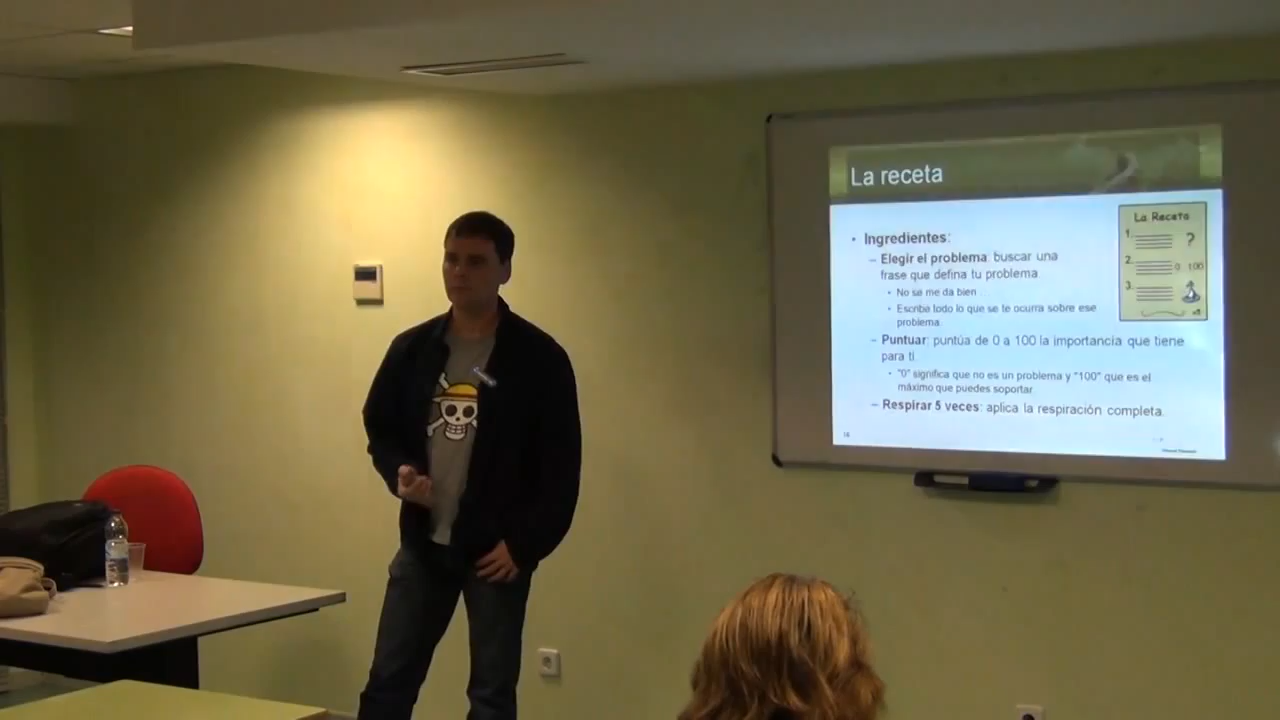 La receta
La Receta
• Ingredientes:
– Elegir el problema: buscar una
frase que defina tu problema.
• No se me da bien ...
• Escriba todo lo que se te ocurra sobre ese
problema.
– Puntuar: puntúa de 0 a 100 la importancia que tiene
para ti.
• "0" significa que no es un problema y "100" que es el
máximo que puedes soportar.
– Respirar 5 veces: aplica la respiración completa.
1. ?
2. 0 100
3.
x5